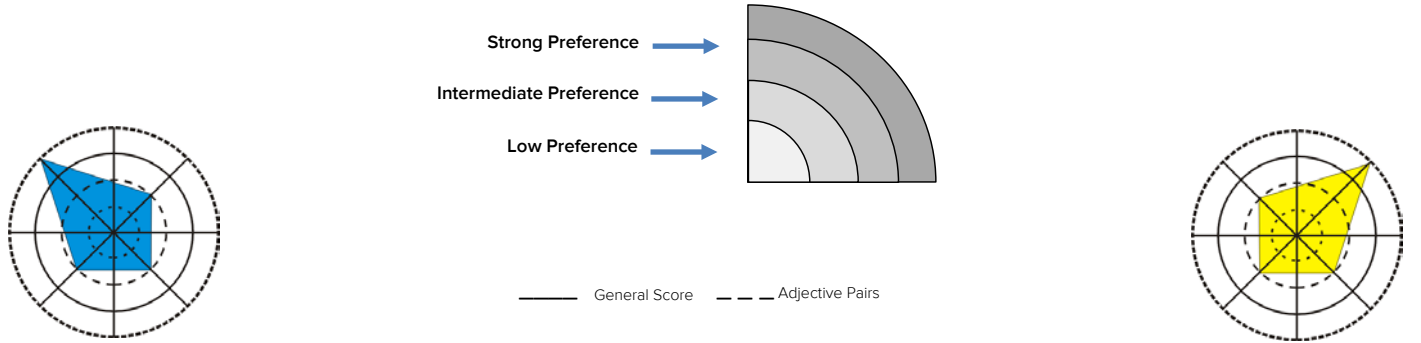 Strong Preference
Intermediate Preference
Low Preference
General Score
Adjective Pairs